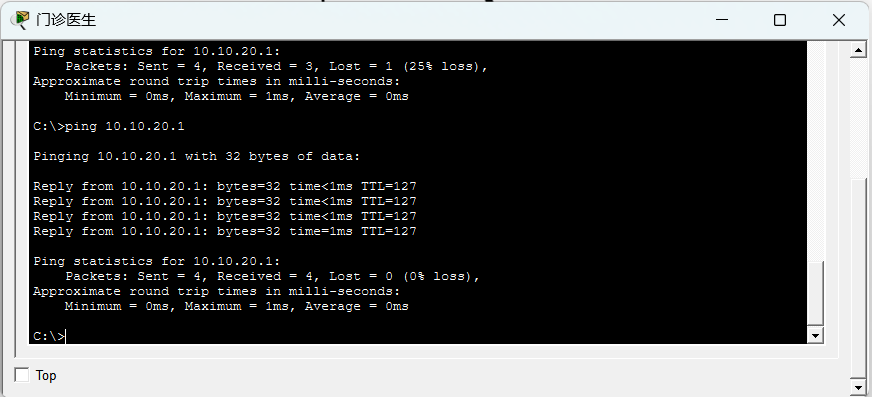 门诊医生
Ping statistics for 10.10.20.1:
    Packets: Sent = 4, Received = 3, Lost = 1 (25% loss),
Approximate round trip times in milli-seconds:
    Minimum = 0ms, Maximum = 1ms, Average = 0ms
C:\>ping 10.10.20.1
Pinging 10.10.20.1 with 32 bytes of data:
Reply from 10.10.20.1: bytes=32 time<1ms TTL=127
Reply from 10.10.20.1: bytes=32 time<1ms TTL=127
Reply from 10.10.20.1: bytes=32 time<1ms TTL=127
Reply from 10.10.20.1: bytes=32 time=1ms TTL=127
Ping statistics for 10.10.20.1:
    Packets: Sent = 4, Received = 4, Lost = 0 (0% loss),
Approximate round trip times in milli-seconds:
    Minimum = 0ms, Maximum = 1ms, Average = 0ms
C:\>
Top